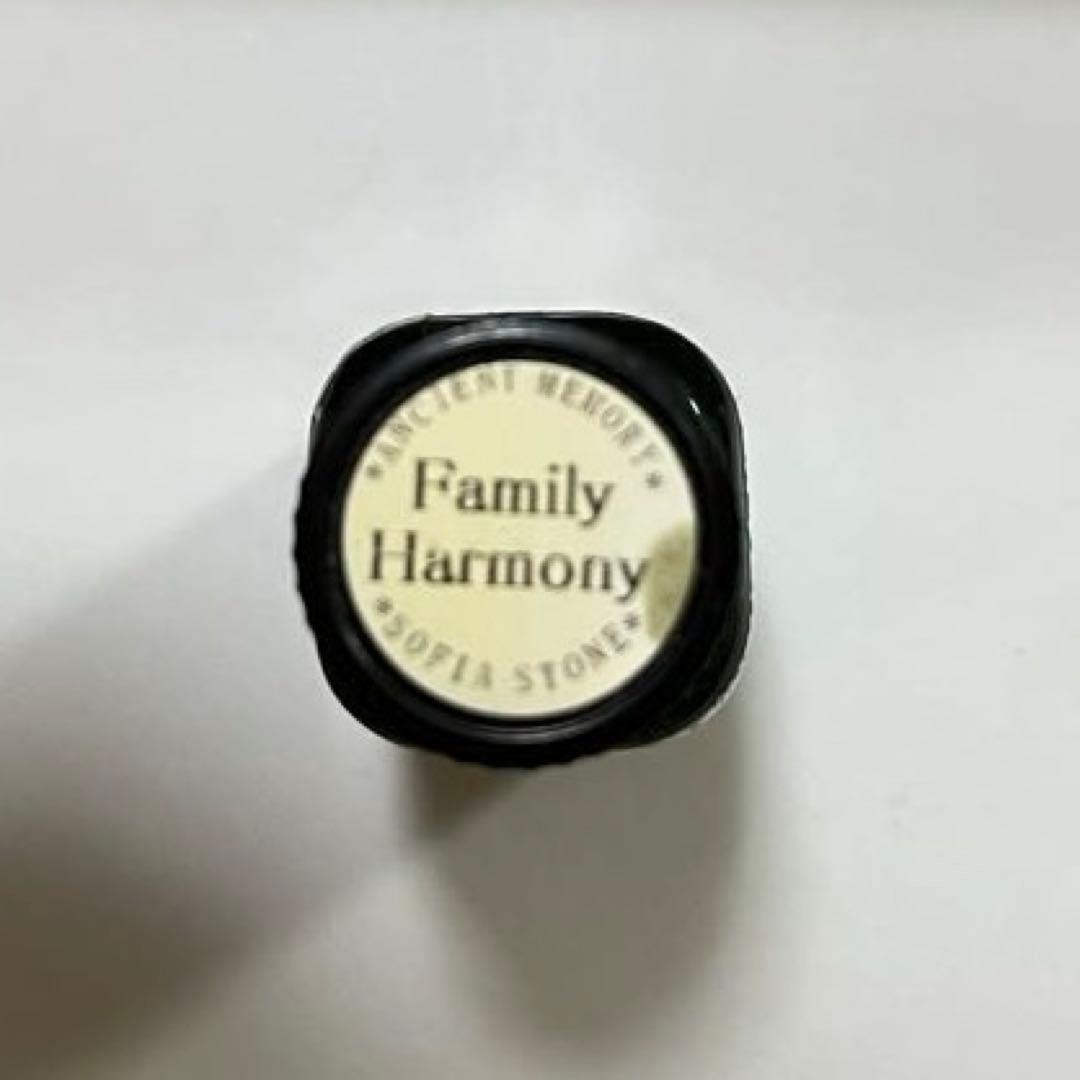 *ANCIENT MEMORY*
Family
Harmony
*SOFIA STONE*